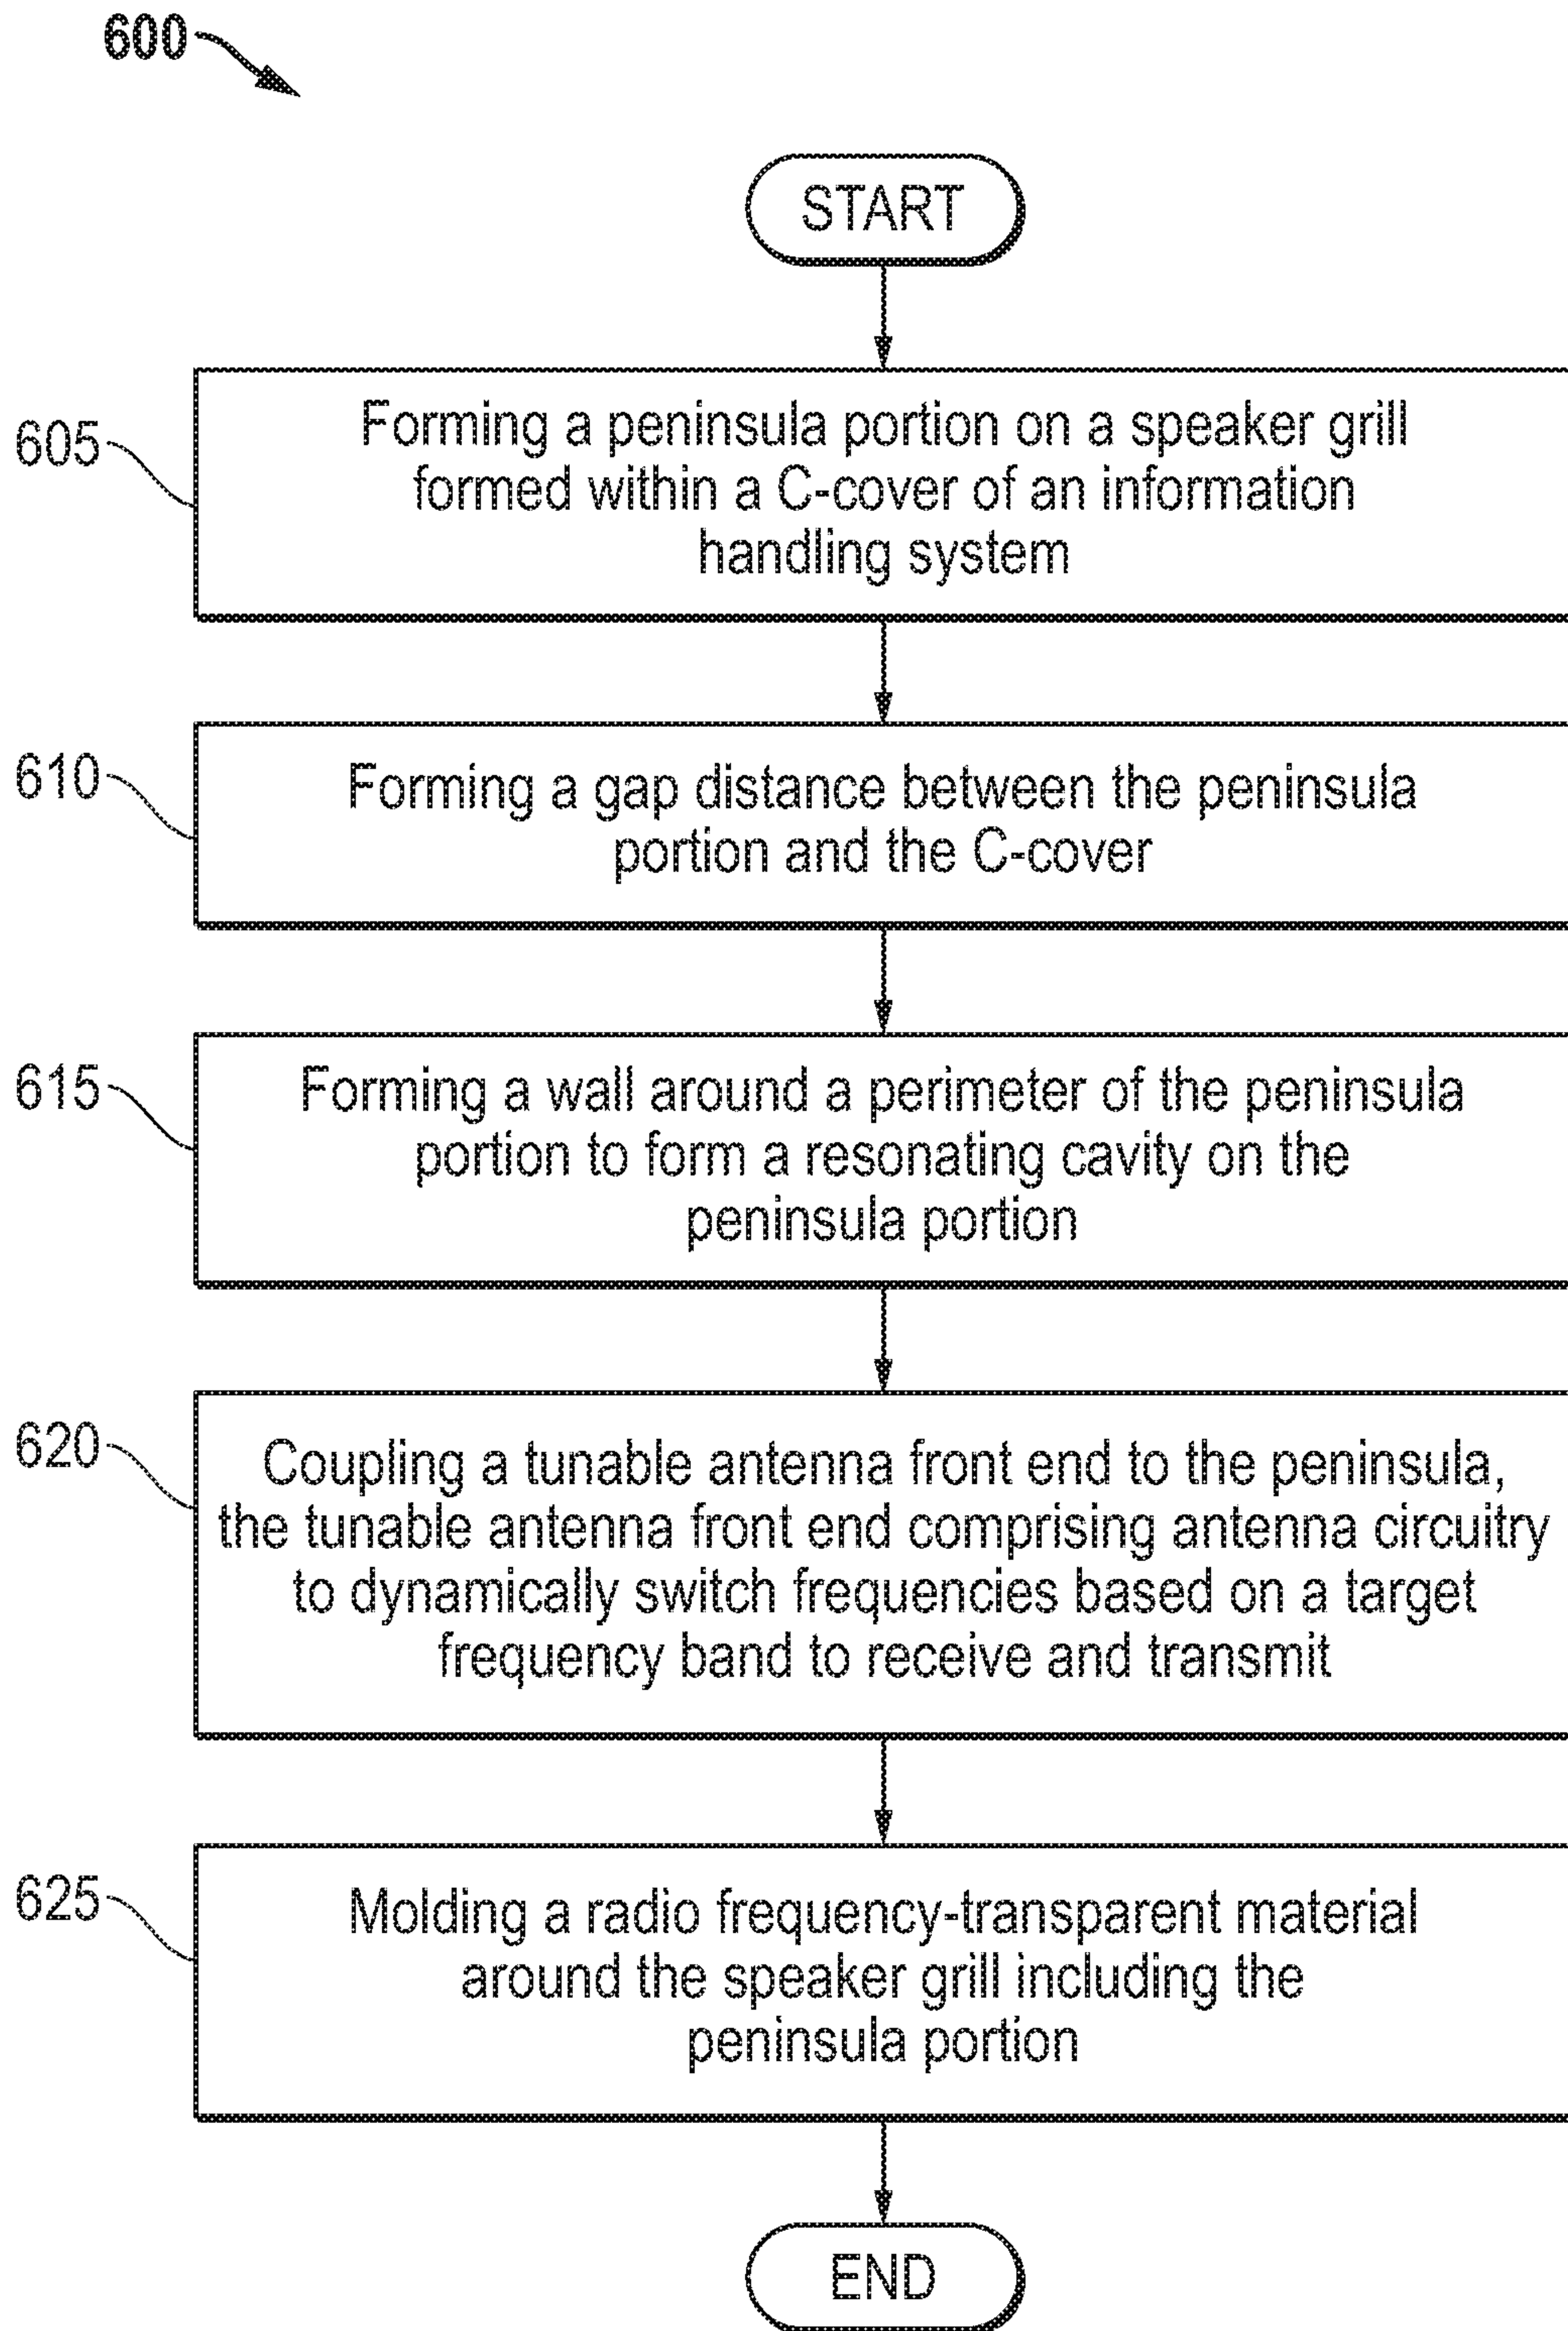 600
START
605
Forming a peninsula portion on a speaker grill
formed within a C-cover of an information
handling system
610
Forming a gap distance between the peninsula
portion and the C-cover
615
Forming a wall around a perimeter of the peninsula
portion to form a resonating cavity on the
peninsula portion
620
Coupling a tunable antenna front end to the peninsula,
the tunable antenna front end comprising antenna circuitry
to dynamically switch frequencies based on a target
frequency band to receive and transmit
625
Molding a radio frequency-transparent material
around the speaker grill including the
peninsula portion
END